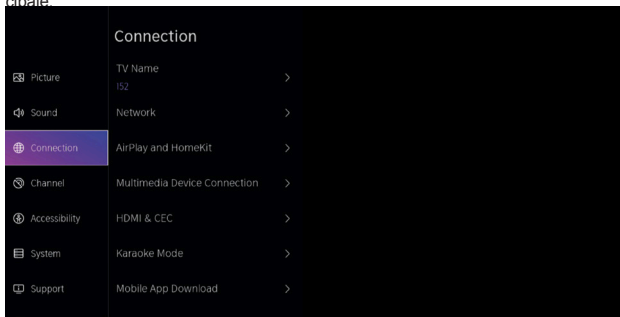 cipale.
Connection
Picture
Sound
Connection
Channel
Accessibility
System
Support
TV Name
152
Network
AirPlay and HomeKit
Multimedia Device Connection
HDMI & CEC
Karaoke Mode
Mobile App Download